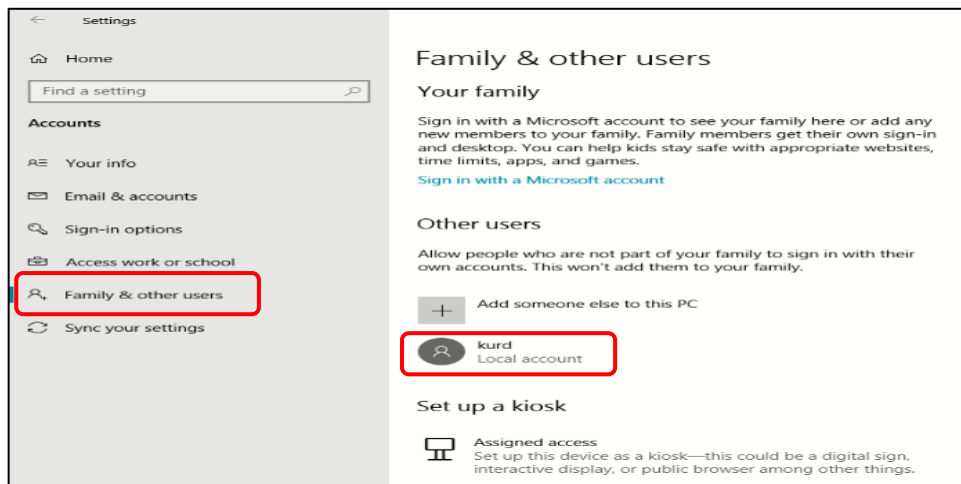 Settings
Home
Find a setting
Accounts
Your info
Email & accounts
Sign-in options
Access work or school
Family & other users
Sync your settings
Family & other users
Your family
Sign in with a Microsoft account to see your family here or add any
new members to your family. Family members get their own sign-in
and desktop. You can help kids stay safe with appropriate websites,
time limits, apps, and games.
Sign in with a Microsoft account
Other users
Allow people who are not part of your family to sign in with their
own accounts. This won't add them to your family.
Add someone else to this PC
kurd
Local account
Set up a kiosk
Assigned access
Set up this device as a kiosk—this could be a digital sign,
interactive display, or public browser among other things.